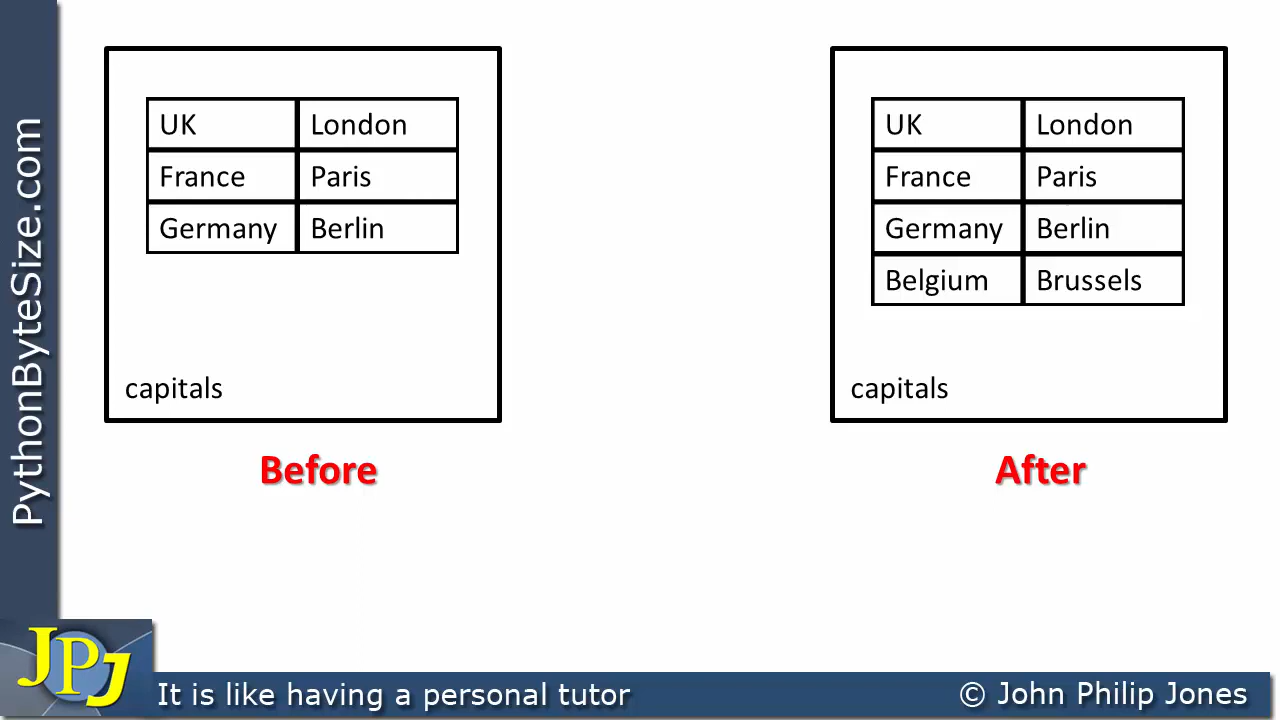 PythonByteSize.com
UK London
France Paris
Germany Berlin
capitals
Before
UK London
France Paris
Germany Berlin
Belgium Brussels
capitals
After
JPJ
It is like having a personal tutor
© John Philip Jones